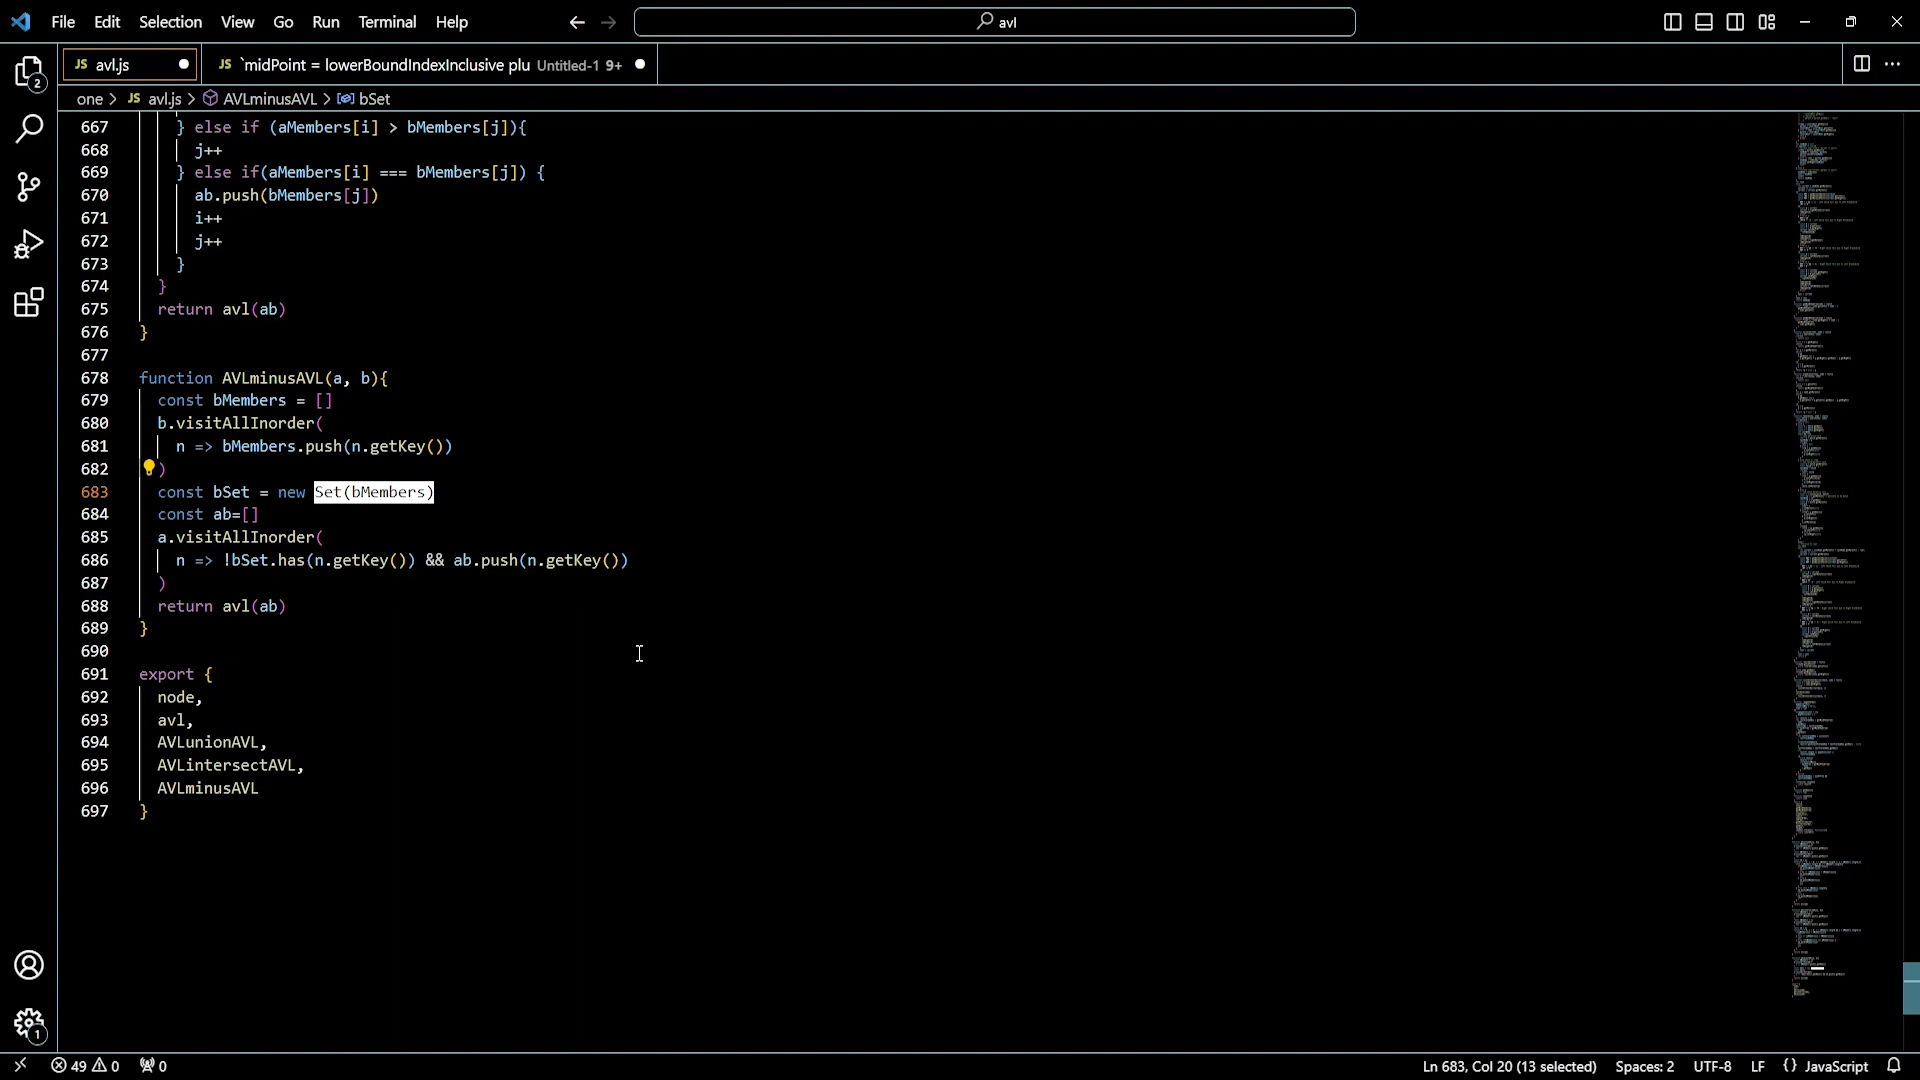 File Edit Selection View Go Run Terminal Help avl
JS avl.js JS `midPoint = lowerBoundIndexInclusive plu Untitled-1 9+
2
one > JS avl.js > AVLminusAVL > bSet
667 } else if (aMembers[i] > bMembers[j]){
668 j++
669 } else if(aMembers[i] === bMembers[j]) {
670 ab.push(bMembers[j])
671 i++
672 j++
673 }
674 }
675 return avl(ab)
676 }
677
678 function AVLminusAVL(a, b){
679 const bMembers = []
680 b.visitAllInorder(
681 n => bMembers.push(n.getKey())
682 )
683 const bSet = new Set(bMembers)
684 const ab=[]
685 a.visitAllInorder(
686 n => !bSet.has(n.getKey()) && ab.push(n.getKey())
687 )
688 return avl(ab)
689 }
690
691 export {
692 node,
693 avl,
694 AVLunionAVL,
695 AVLintersectAVL,
696 AVLminusAVL
697 }
1
49 0 0 Ln 683, Col 20 (13 selected) Spaces: 2 UTF-8 LF {} JavaScript